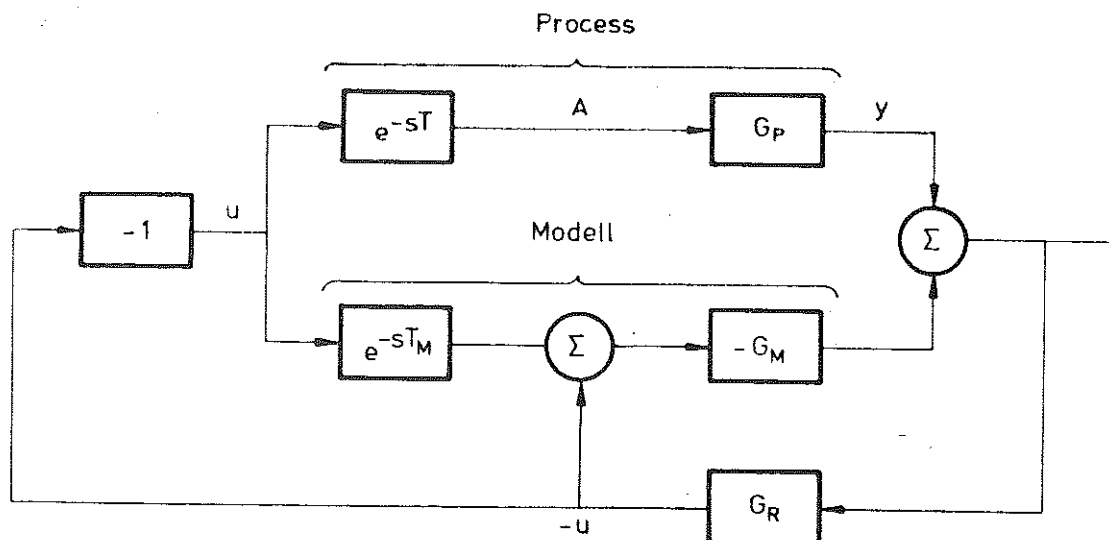 Process
e^-sT
A
G_P
y
-1
u
Modell
Σ
e^-sT_M
Σ
-G_M
-u
G_R